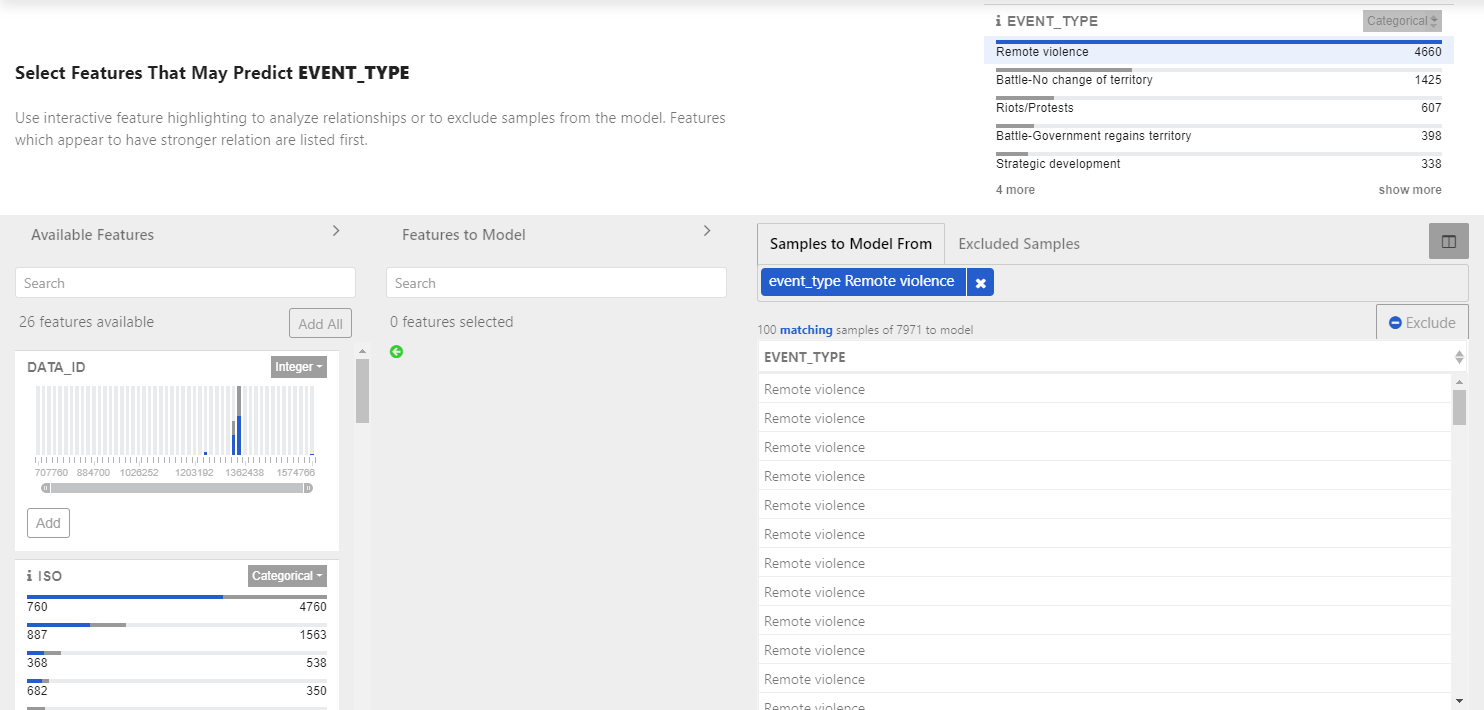 EVENT_TYPE
Categorical
Remote violence 4660
Select Features That May Predict EVENT_TYPE
Battle-No change of territory 1425
Riots/Protests 607
Use interactive feature highlighting to analyze relationships or to exclude samples from the model. Features
which appear to have stronger relation are listed first.
Battle-Government regains territory 398
Strategic development 338
4 more show more
Available Features
Features to Model
Samples to Model From
Excluded Samples
Search
Search
event_type Remote violence
26 features available
Add All
0 features selected
100 matching samples of 7971 to model
Exclude
DATA_ID
Integer
707760 884700 1026252 1203192 1362438 1574766
Add
ISO
Categorical
760 4760
887 1563
368 538
682 350
EVENT_TYPE
Remote violence
Remote violence
Remote violence
Remote violence
Remote violence
Remote violence
Remote violence
Remote violence
Remote violence
Remote violence
Remote violence
Remote violence